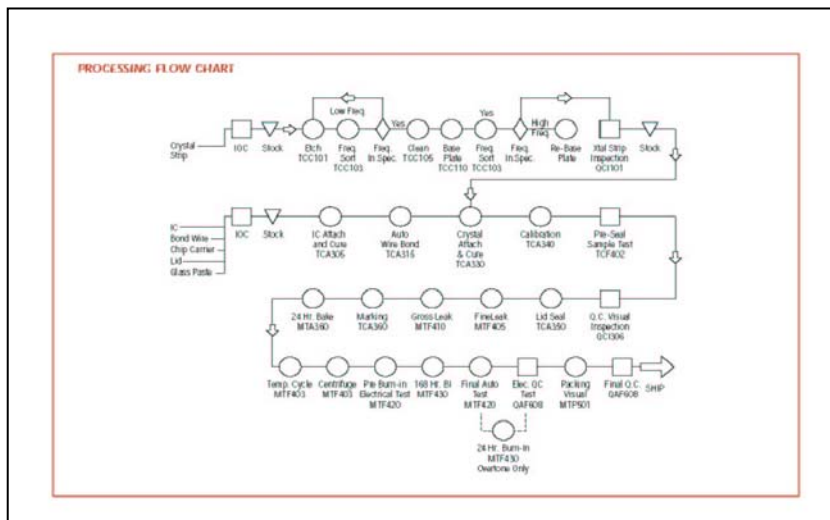 PROCESSING FLOW CHART
Low Freq.
Yes
Yes
High
Freq.
Crystal
Strip
IQC
Stock
Etch
TCC101
Freq.
Sort
TCC103
Freq.
In Spec.
Clean
TCC105
Base
Plate
TCC110
Freq.
Sort
TCC103
Freq.
In Spec.
Re-Base
Plate
Xtal Strip
Inspection
QCI101
Stock
IC
Bond Wire
Chip Carrier
Lid
Glass Paste
IQC
Stock
IC Attach
and Cure
TCA305
Auto
Wire Bond
TCA315
Crystal
Attach
& Cure
TCA330
Calibration
TCA340
Pre-Seal
Sample Test
TCF402
24 Hr. Bake
MTA360
Marking
TCA360
Gross Leak
MTF410
Fine Leak
MTF405
Lid Seal
TCA350
Q.C. Visual
Inspection
QCI306
Temp. Cycle
MTF403
Centrifuge
MTF403
Pre Burn-in
Electrical Test
MTF420
168 Hr. BI
MTF430
Final Auto
Test
MTF420
Elec. QC
Test
QAF608
Packing
Visual
MTP501
Final Q.C.
QAF608
SHIP
24 Hr. Burn-In
MTF430
Overtone Only